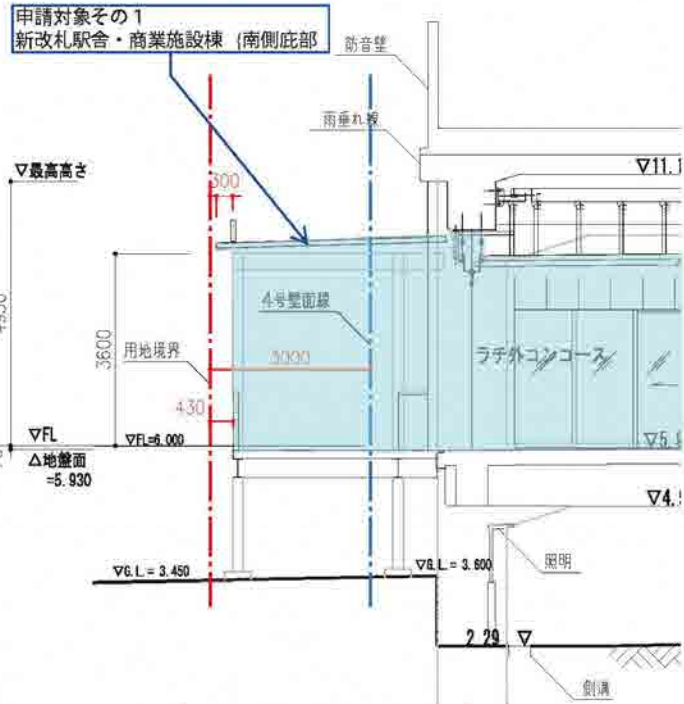 申請対象その1
新改札駅舎・商業施設棟（南側庇部
防音壁
雨垂れ線
▽最高高さ
▽11.1
300
4号壁面線
3600
用地境界
3000
ラチ外コンコース
430
▽FL
▽FL=6.000
△地盤面
=5.930
▽G.L.=3.450
▽G.L.=3.600
照明
2.29 ▽
側溝